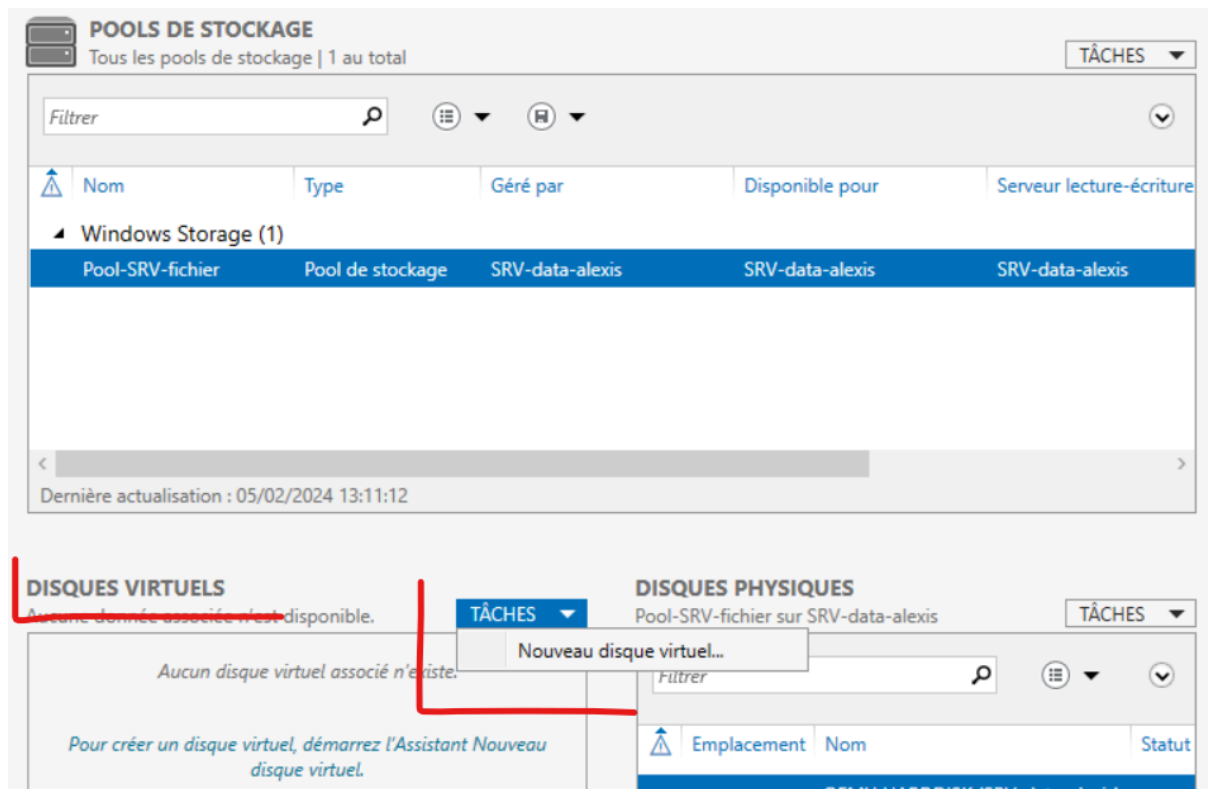 POOLS DE STOCKAGE
Tous les pools de stockage | 1 au total
TÂCHES
Filtrer
Nom Type Géré par Disponible pour Serveur lecture-écriture
Windows Storage (1)
Pool-SRV-fichier Pool de stockage SRV-data-alexis SRV-data-alexis SRV-data-alexis
Dernière actualisation : 05/02/2024 13:11:12
DISQUES VIRTUELS
Aucune donnée associée n'est disponible.
TÂCHES
Nouveau disque virtuel...
Aucun disque virtuel associé n'existe.
Pour créer un disque virtuel, démarrez l'Assistant Nouveau
disque virtuel.
DISQUES PHYSIQUES
Pool-SRV-fichier sur SRV-data-alexis
TÂCHES
Filtrer
Emplacement Nom Statut